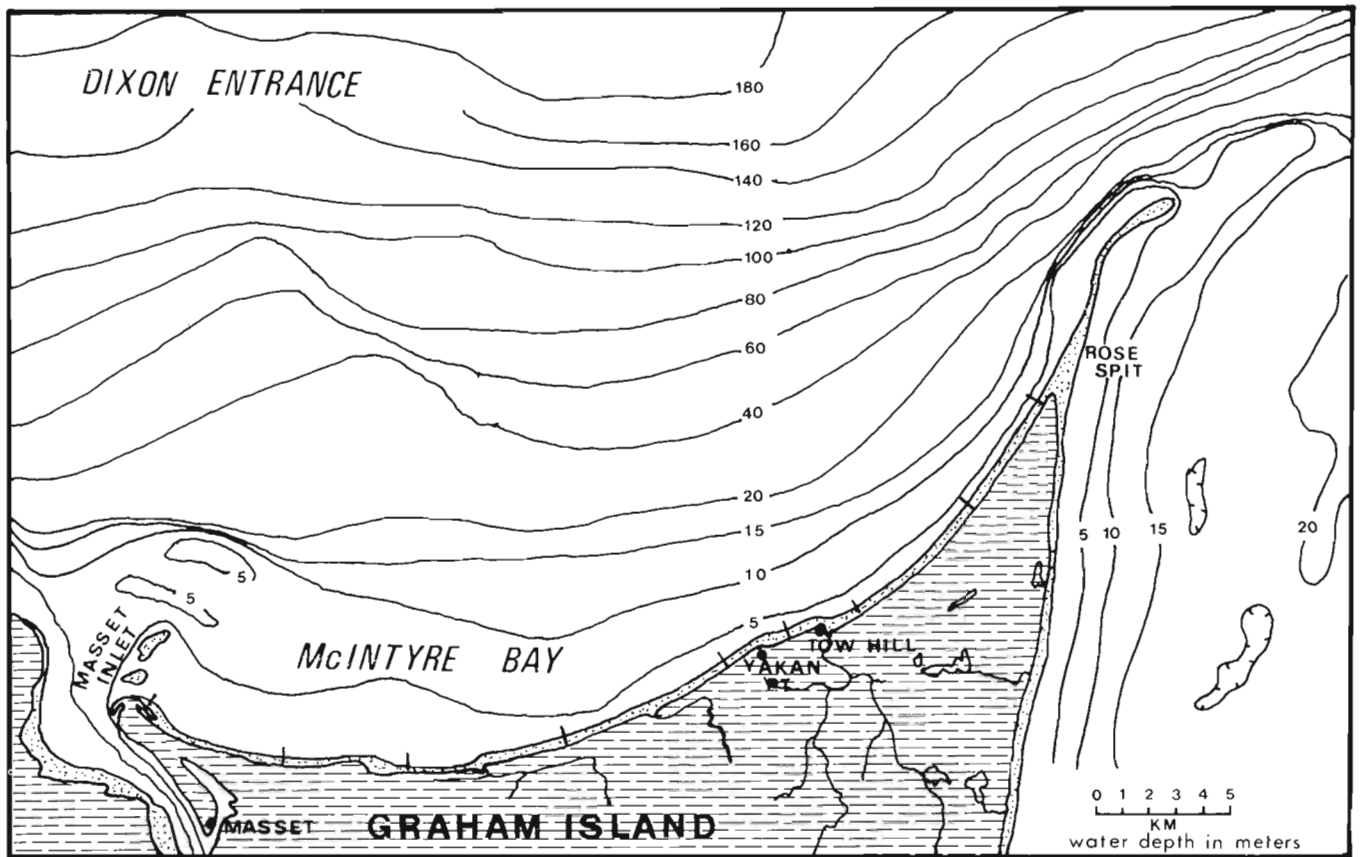 DIXON ENTRANCE
180
160
140
120
100
80
60
40
20
15
10
5
ROSE
SPIT
5 10 15 20
5
5
MASSET
INLET
McINTYRE BAY
TOW HILL
YAKAN
PT.
MASSET
GRAHAM ISLAND
0 1 2 3 4 5
KM
water depth in meters